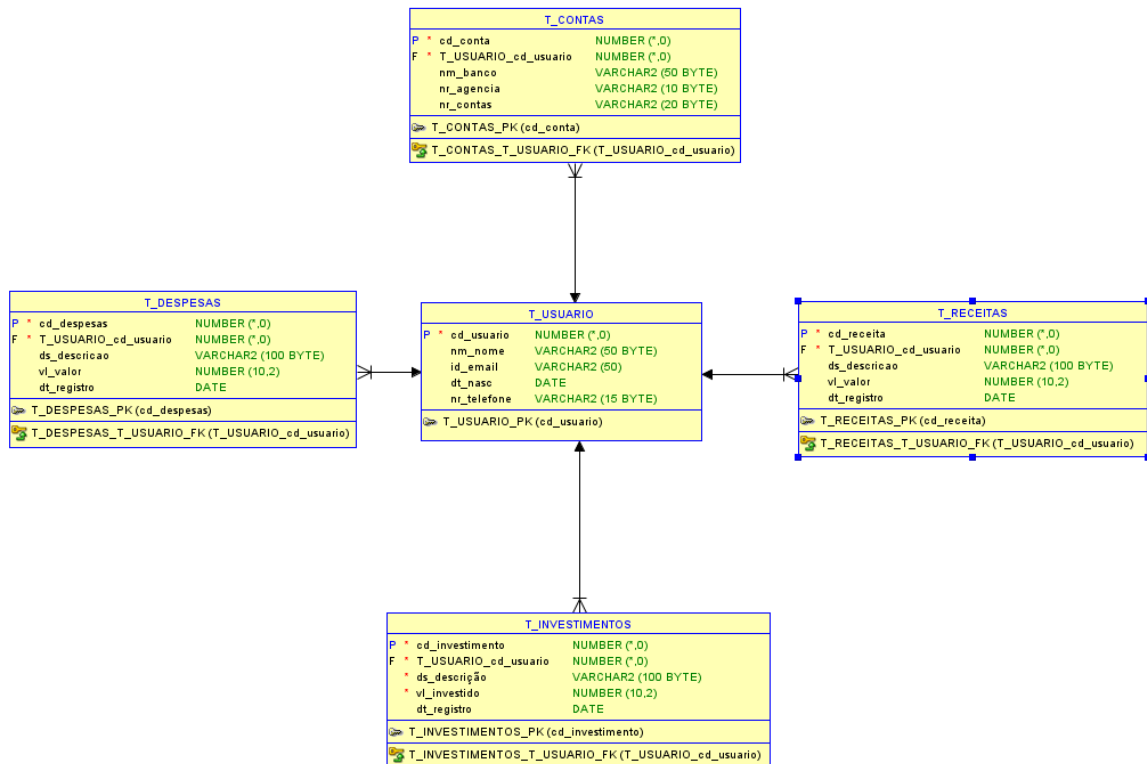 T_CONTAS
P * cd_conta NUMBER (*,0)
F * T_USUARIO_cd_usuario NUMBER (*,0)
nm_banco VARCHAR2 (50 BYTE)
nr_agencia VARCHAR2 (10 BYTE)
nr_contas VARCHAR2 (20 BYTE)
T_CONTAS_PK (cd_conta)
T_CONTAS_T_USUARIO_FK (T_USUARIO_cd_usuario)
T_DESPESAS
P * cd_despesas NUMBER (*,0)
F * T_USUARIO_cd_usuario NUMBER (*,0)
ds_descricao VARCHAR2 (100 BYTE)
vl_valor NUMBER (10,2)
dt_registro DATE
T_DESPESAS_PK (cd_despesas)
T_DESPESAS_T_USUARIO_FK (T_USUARIO_cd_usuario)
T_USUARIO
P * cd_usuario NUMBER (*,0)
nm_nome VARCHAR2 (50 BYTE)
id_email VARCHAR2 (50)
dt_nasc DATE
nr_telefone VARCHAR2 (15 BYTE)
T_USUARIO_PK (cd_usuario)
T_RECEITAS
P * cd_receita NUMBER (*,0)
F * T_USUARIO_cd_usuario NUMBER (*,0)
ds_descricao VARCHAR2 (100 BYTE)
vl_valor NUMBER (10,2)
dt_registro DATE
T_RECEITAS_PK (cd_receita)
T_RECEITAS_T_USUARIO_FK (T_USUARIO_cd_usuario)
T_INVESTIMENTOS
P * cd_investimento NUMBER (*,0)
F * T_USUARIO_cd_usuario NUMBER (*,0)
* ds_descrição VARCHAR2 (100 BYTE)
* vl_investido NUMBER (10,2)
dt_registro DATE
T_INVESTIMENTOS_PK (cd_investimento)
T_INVESTIMENTOS_T_USUARIO_FK (T_USUARIO_cd_usuario)